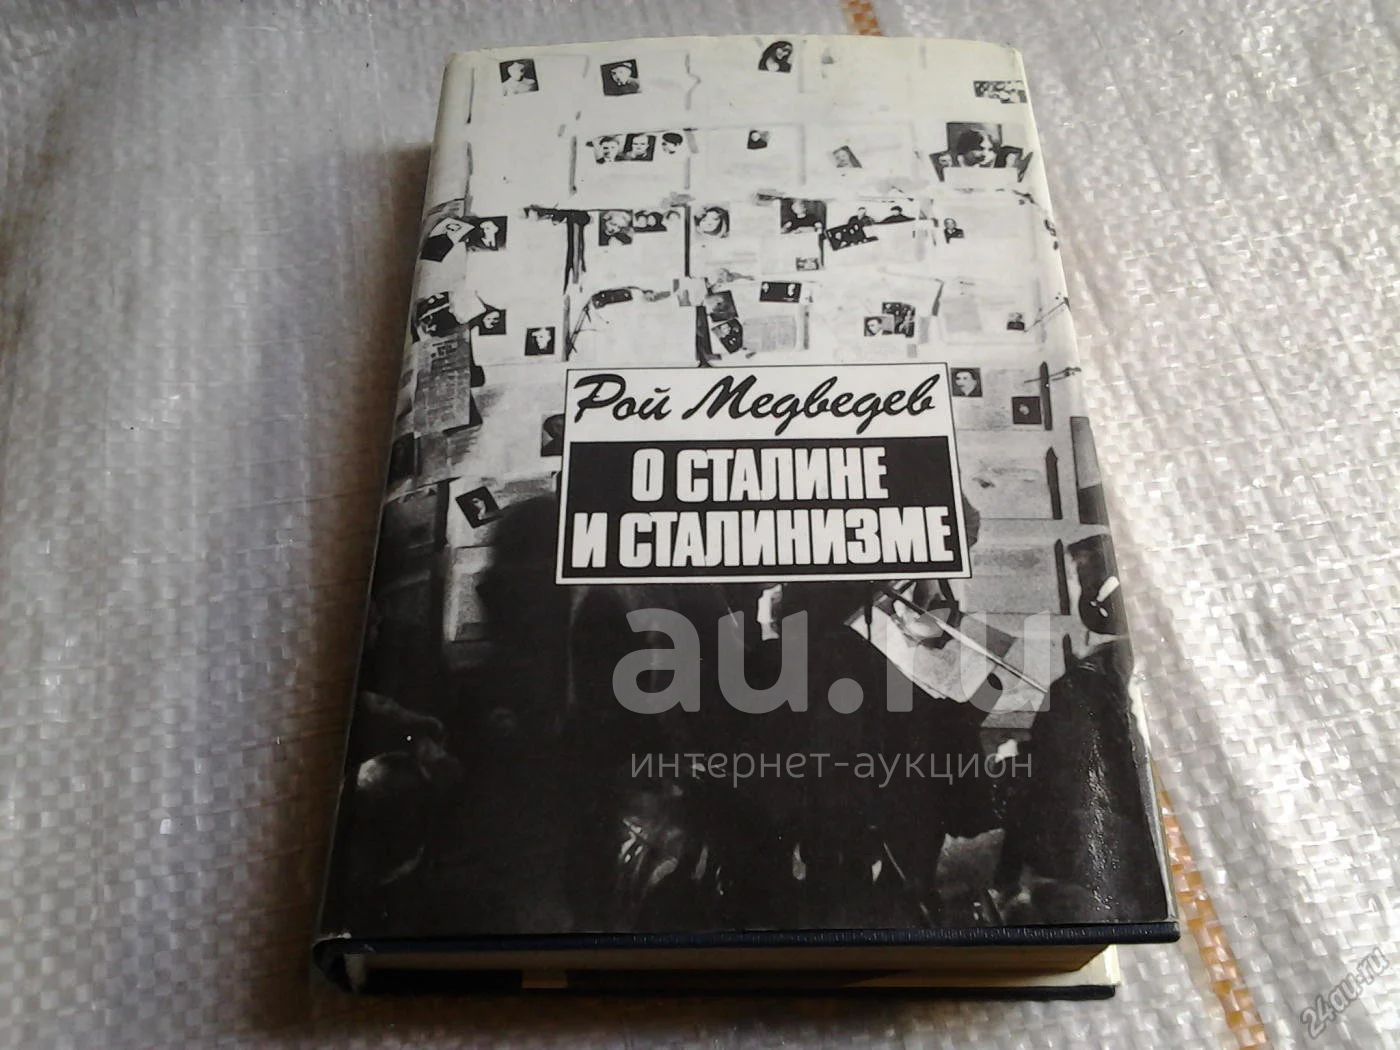 Рой Медведев
О СТАЛИНЕ
И СТАЛИНИЗМЕ
au.ru
интернет-аукцион
24au.ru